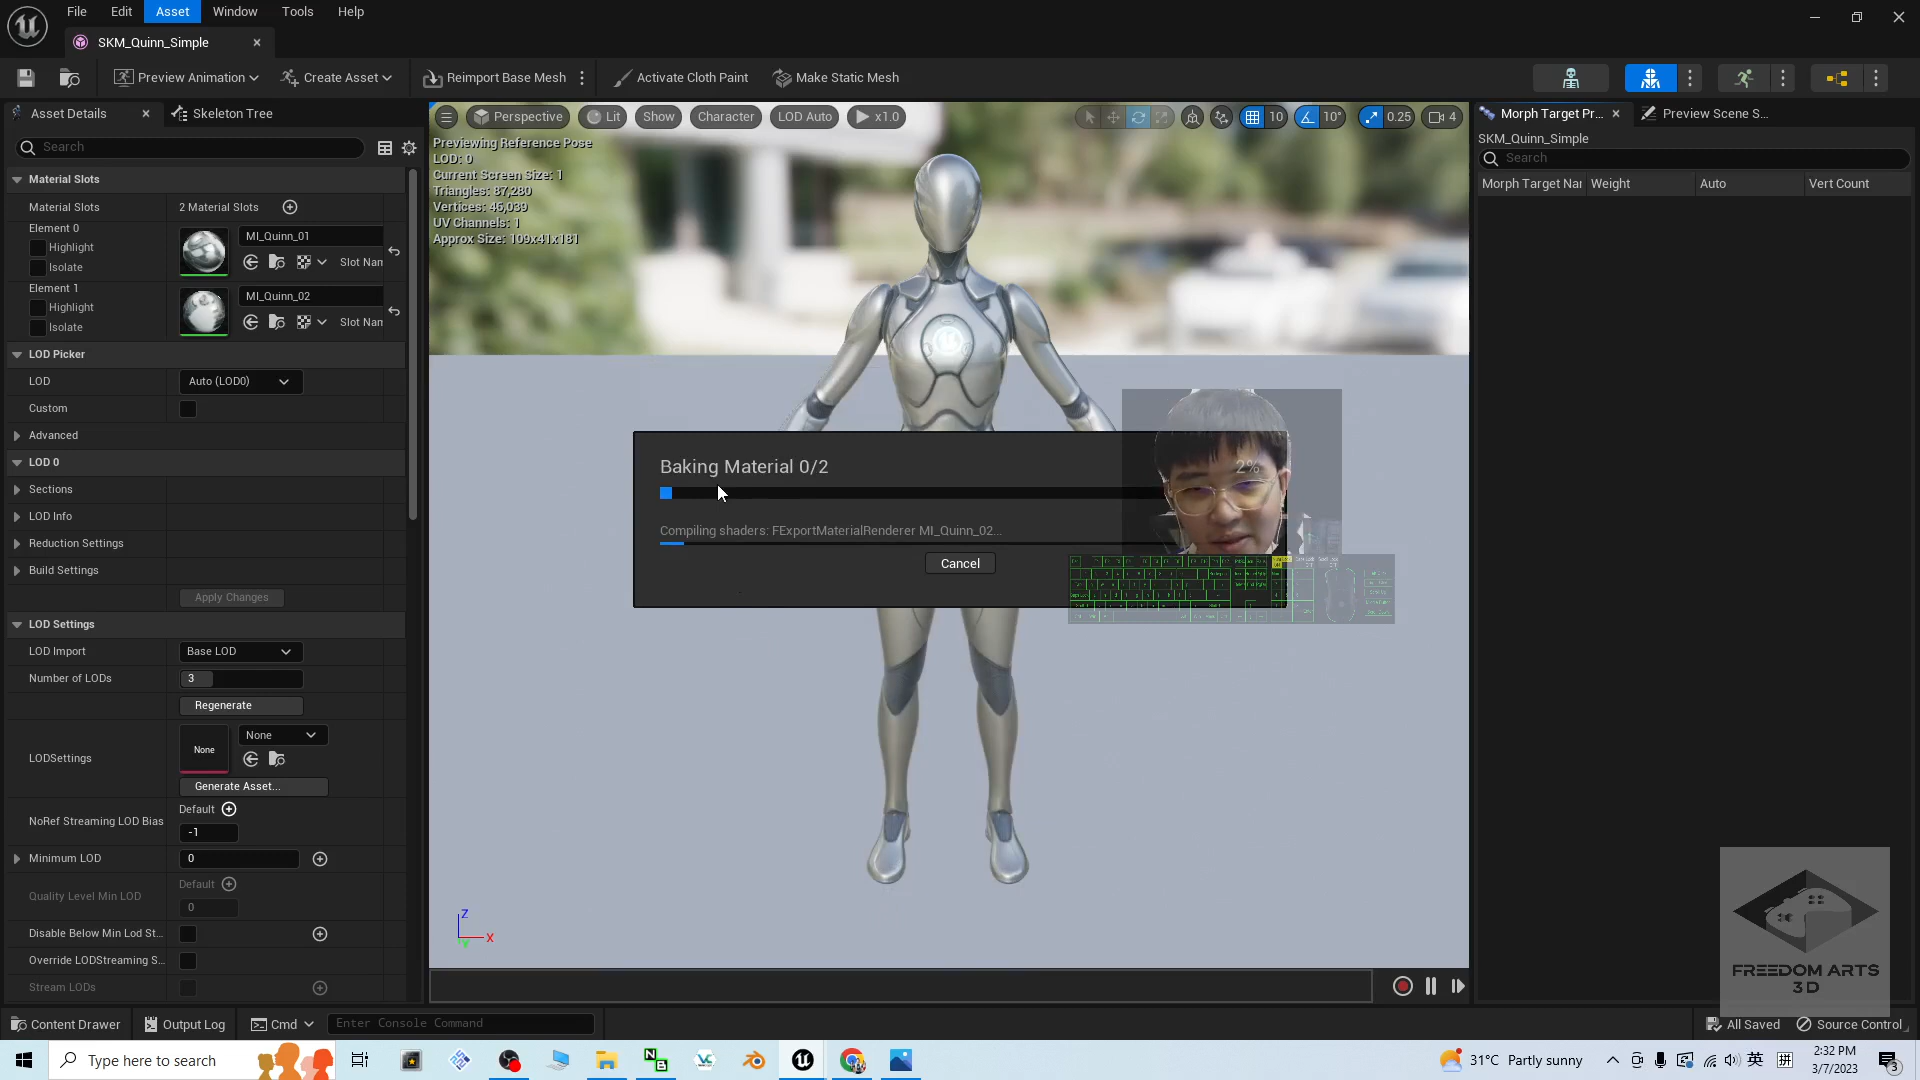 File Edit Asset Window Tools Help
SKM_Quinn_Simple
Preview Animation
Create Asset
Reimport Base Mesh
Activate Cloth Paint
Make Static Mesh
Asset Details
Skeleton Tree
Search
Material Slots
Material Slots 2 Material Slots
Element 0
MI_Quinn_01
Highlight
Isolate
Slot Nam
Element 1
MI_Quinn_02
Highlight
Isolate
Slot Nam
LOD Picker
LOD Auto (LOD0)
Custom
Advanced
LOD 0
Sections
LOD Info
Reduction Settings
Build Settings
Apply Changes
LOD Settings
LOD Import Base LOD
Number of LODs 3
Regenerate
LODSettings
None
None
Generate Asset...
Default
NoRef Streaming LOD Bias
-1
Minimum LOD 0
Default
Quality Level Min LOD
0
Disable Below Min Lod St...
Override LODStreaming S...
Stream LODs
Perspective Lit Show Character LOD Auto x1.0
10 10° 0.25 4
Previewing Reference Pose
LOD: 0
Current Screen Size: 1
Triangles: 87,280
Vertices: 46,039
UV Channels: 1
Approx Size: 109x41x181
Baking Material 0/2
2%
Compiling shaders: FExportMaterialRenderer MI_Quinn_02...
Cancel
Z
X
Y
Morph Target Pr...
Preview Scene S...
SKM_Quinn_Simple
Search
Morph Target Nar Weight Auto Vert Count
FREEDOM ARTS
3D
Content Drawer
Output Log
Cmd
Enter Console Command
All Saved
Source Control
Type here to search
31°C Partly sunny
英
拼
2:32 PM
3/7/2023
3